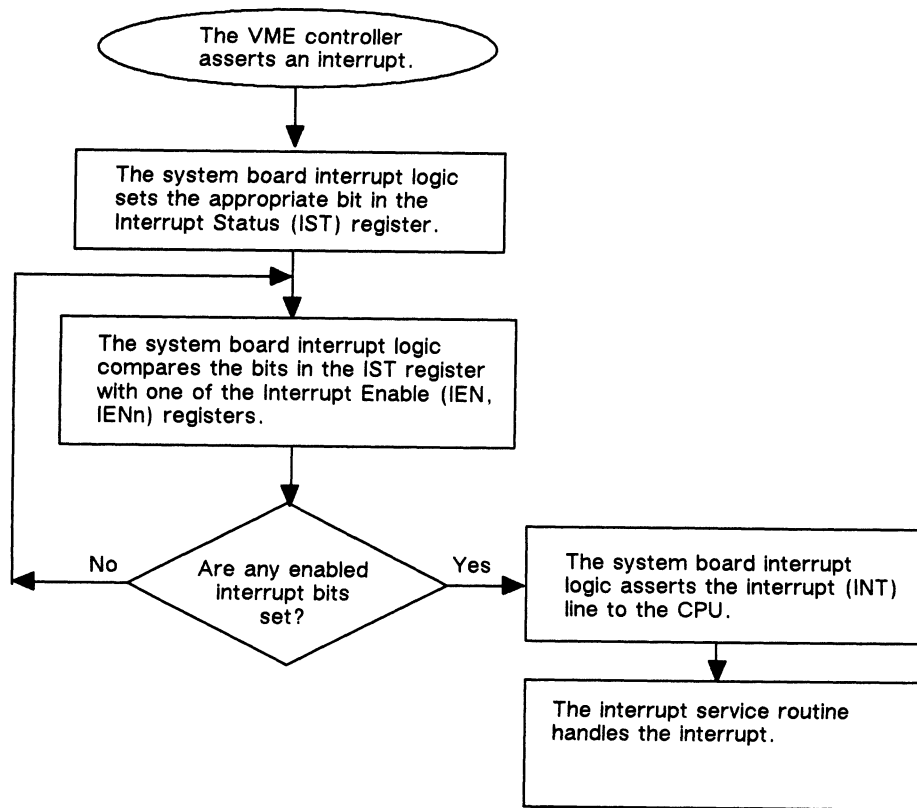 The VME controller
asserts an interrupt.
The system board interrupt logic
sets the appropriate bit in the
Interrupt Status (IST) register.
The system board interrupt logic
compares the bits in the IST register
with one of the Interrupt Enable (IEN,
IENn) registers.
No
Are any enabled
interrupt bits
set?
Yes
The system board interrupt
logic asserts the interrupt (INT)
line to the CPU.
The interrupt service routine
handles the interrupt.